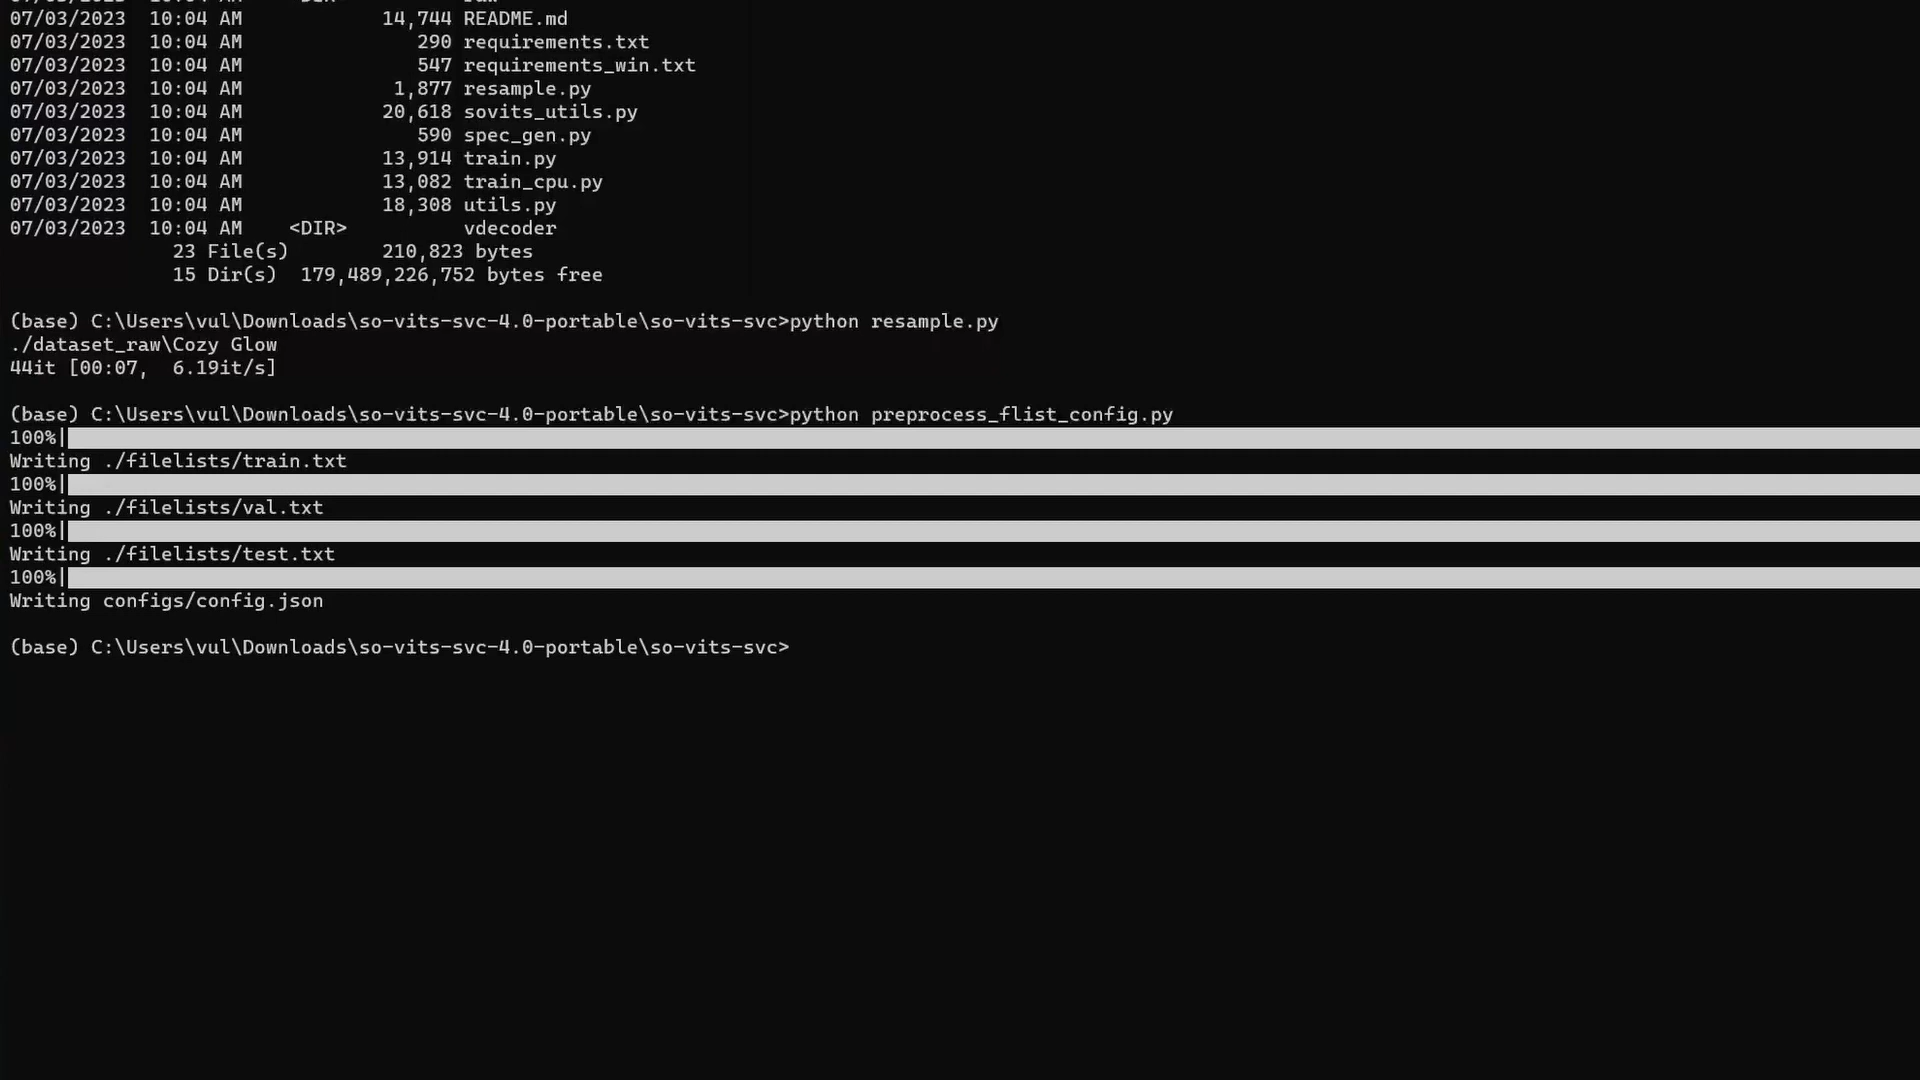 07/03/2023  10:04 AM            14,744 README.md
07/03/2023  10:04 AM               290 requirements.txt
07/03/2023  10:04 AM               547 requirements_win.txt
07/03/2023  10:04 AM             1,877 resample.py
07/03/2023  10:04 AM            20,618 sovits_utils.py
07/03/2023  10:04 AM               590 spec_gen.py
07/03/2023  10:04 AM            13,914 train.py
07/03/2023  10:04 AM            13,082 train_cpu.py
07/03/2023  10:04 AM            18,308 utils.py
07/03/2023  10:04 AM    <DIR>          vdecoder
23 File(s)        210,823 bytes
15 Dir(s)  179,489,226,752 bytes free
(base) C:\Users\vul\Downloads\so-vits-svc-4.0-portable\so-vits-svc>python resample.py
./dataset_raw\Cozy Glow
44it [00:07,  6.19it/s]
(base) C:\Users\vul\Downloads\so-vits-svc-4.0-portable\so-vits-svc>python preprocess_flist_config.py
100%|
Writing ./filelists/train.txt
100%|
Writing ./filelists/val.txt
100%|
Writing ./filelists/test.txt
100%|
Writing configs/config.json
(base) C:\Users\vul\Downloads\so-vits-svc-4.0-portable\so-vits-svc>